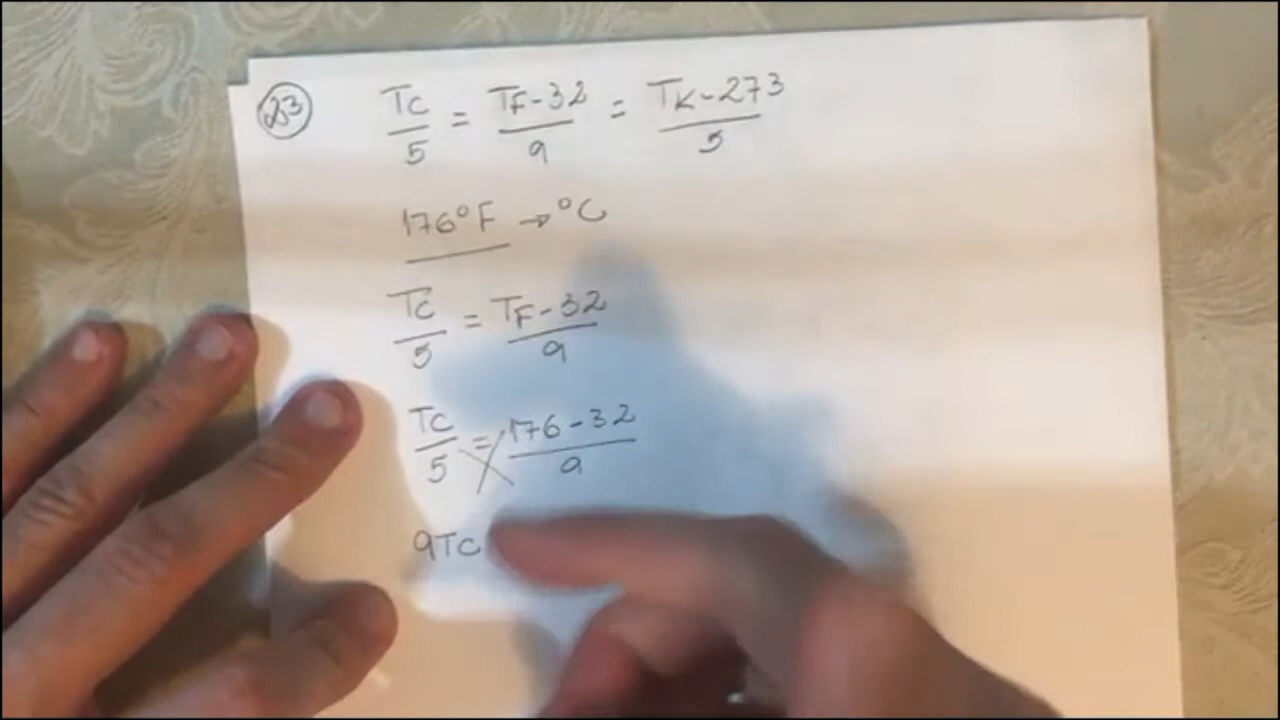 23
Tc/5 = TF-32/9 = TK-273/5
176°F → °C
Tc/5 = TF-32/9
Tc/5 = 176-32/9
9TC